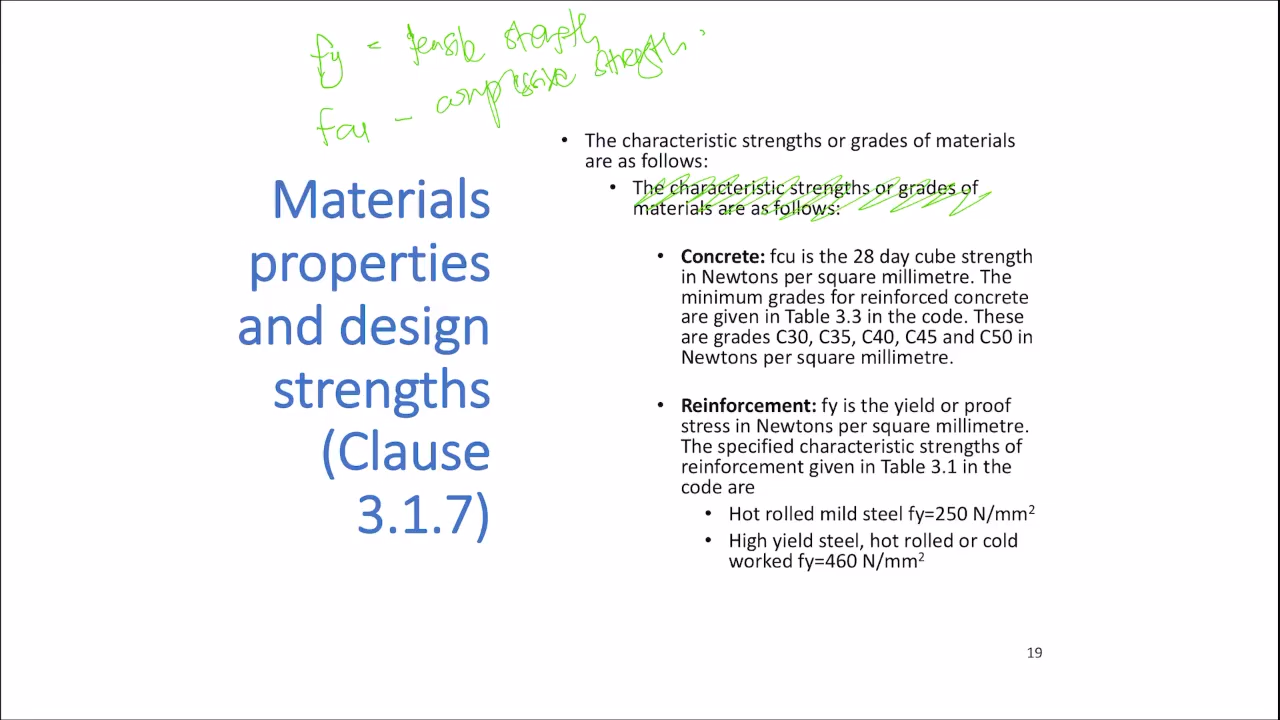 fy = tensile strength
fcu - compressive strength
Materials
properties
and design
strengths
(Clause
3.1.7)
• The characteristic strengths or grades of materials
are as follows:
• The characteristic strengths or grades of
materials are as follows:
• Concrete: fcu is the 28 day cube strength
in Newtons per square millimetre. The
minimum grades for reinforced concrete
are given in Table 3.3 in the code. These
are grades C30, C35, C40, C45 and C50 in
Newtons per square millimetre.
• Reinforcement: fy is the yield or proof
stress in Newtons per square millimetre.
The specified characteristic strengths of
reinforcement given in Table 3.1 in the
code are
• Hot rolled mild steel fy=250 N/mm²
• High yield steel, hot rolled or cold
worked fy=460 N/mm²
19